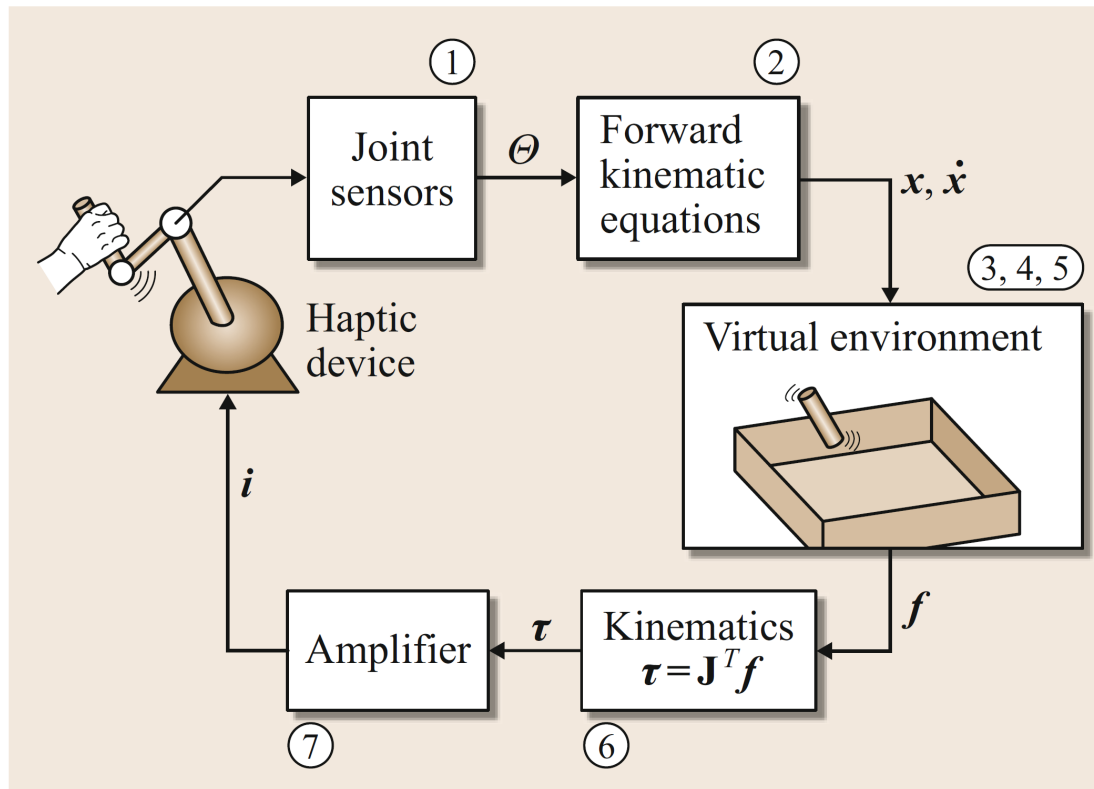 1
Joint
sensors
Θ
2
Forward
kinematic
equations
x, ẋ
3, 4, 5
Virtual environment
Haptic
device
i
f
Kinematics
τ = J^T f
6
τ
Amplifier
7